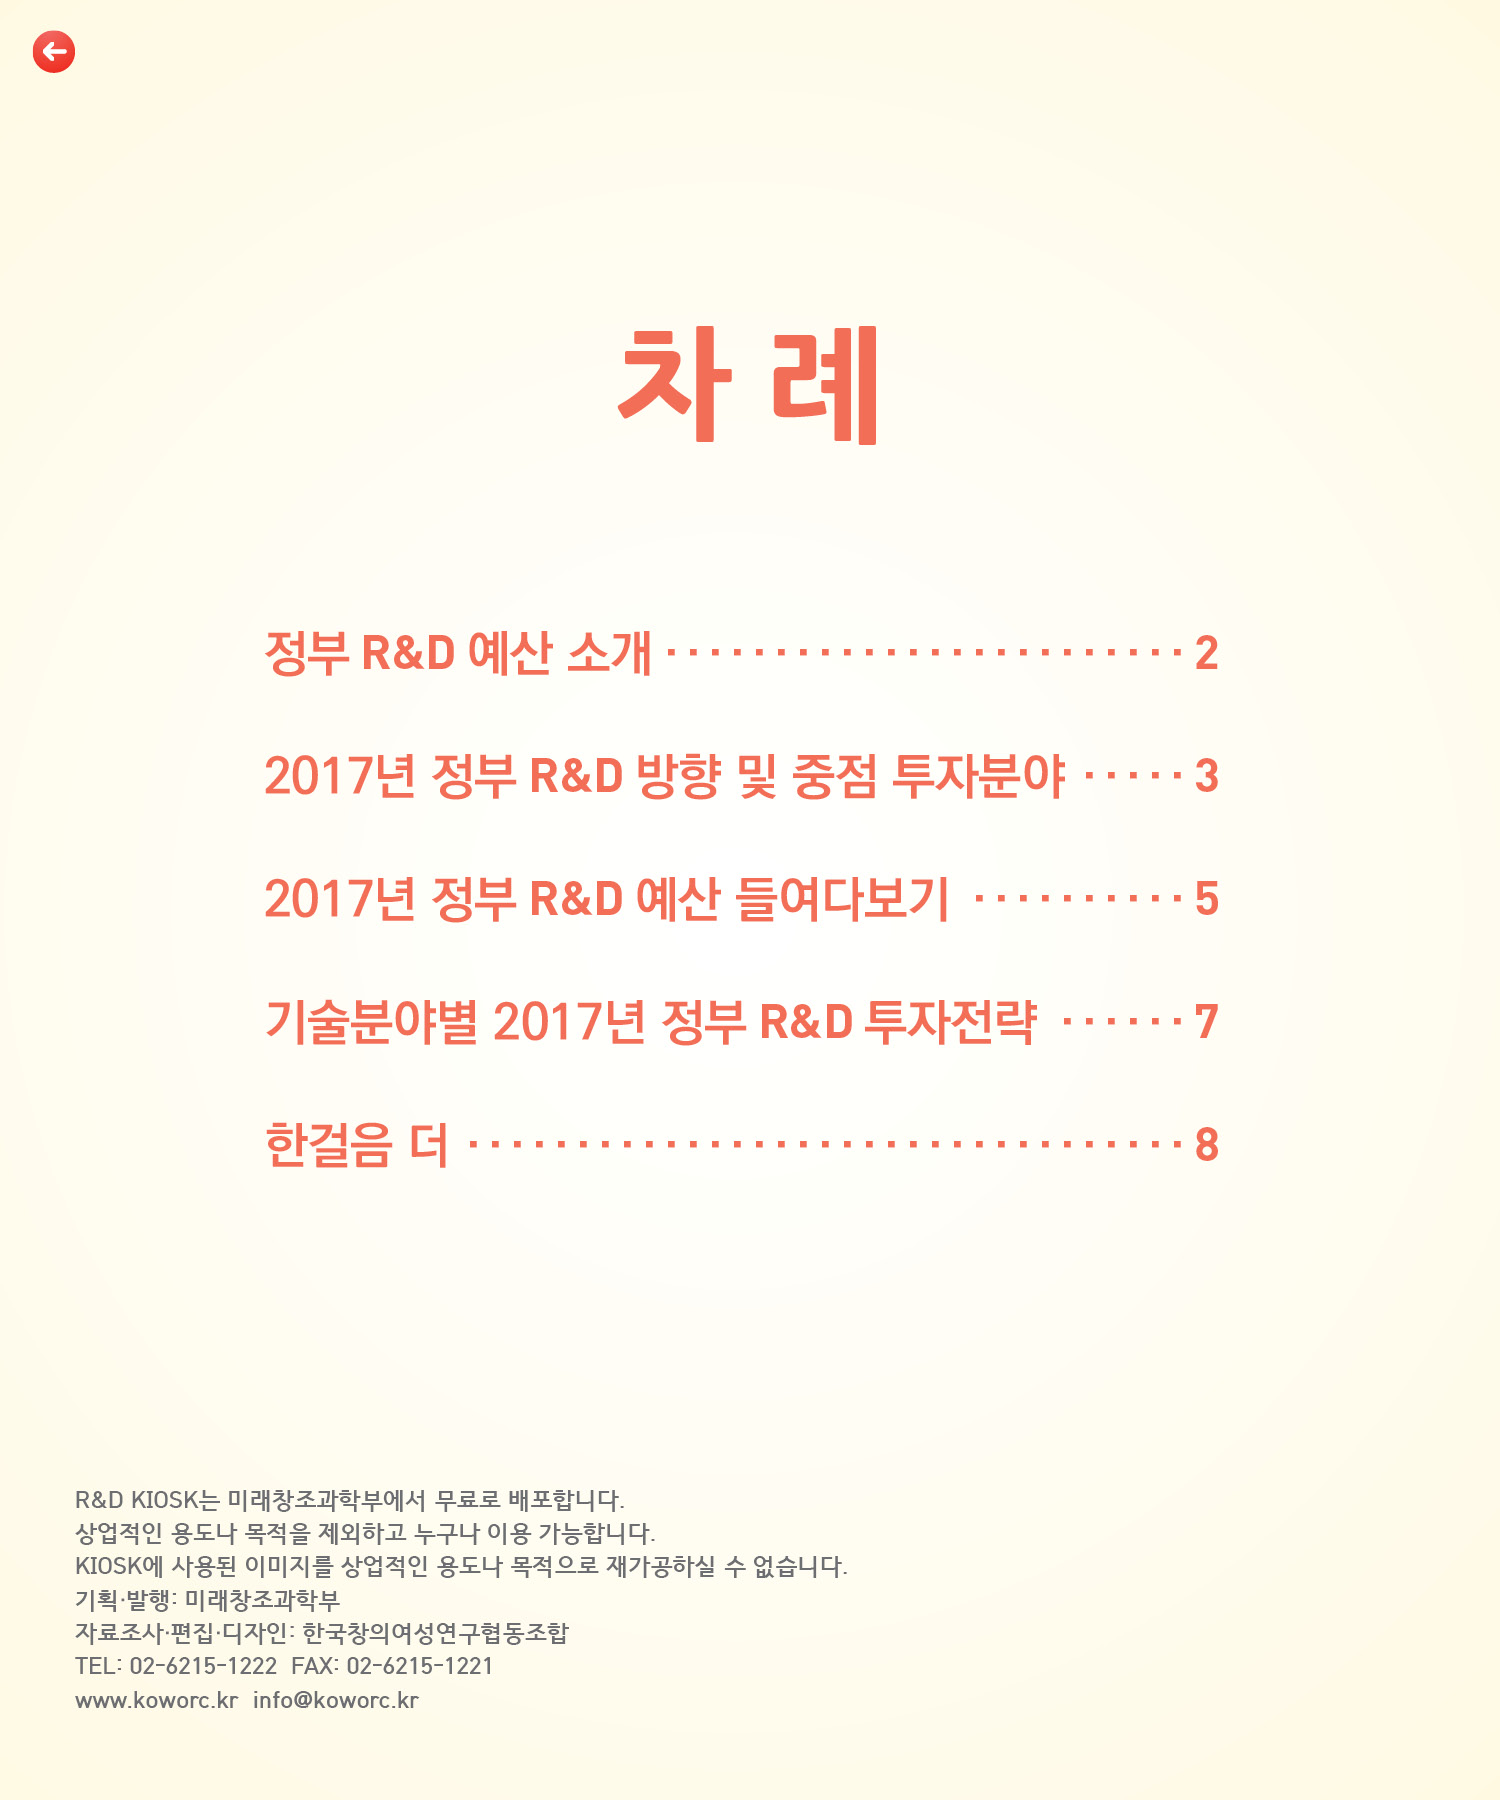 차 례
정부 R&D 예산 소개 ························ 2
2017년 정부 R&D 방향 및 중점 투자분야 ····· 3
2017년 정부 R&D 예산 들여다보기 ·········· 5
기술분야별 2017년 정부 R&D 투자전략 ······ 7
한걸음 더 ································· 8
R&D KIOSK는 미래창조과학부에서 무료로 배포합니다.
상업적인 용도나 목적을 제외하고 누구나 이용 가능합니다.
KIOSK에 사용된 이미지를 상업적인 용도나 목적으로 재가공하실 수 없습니다.
기획·발행: 미래창조과학부
자료조사·편집·디자인: 한국창의여성연구협동조합
TEL: 02-6215-1222 FAX: 02-6215-1221
www.koworc.kr info@koworc.kr